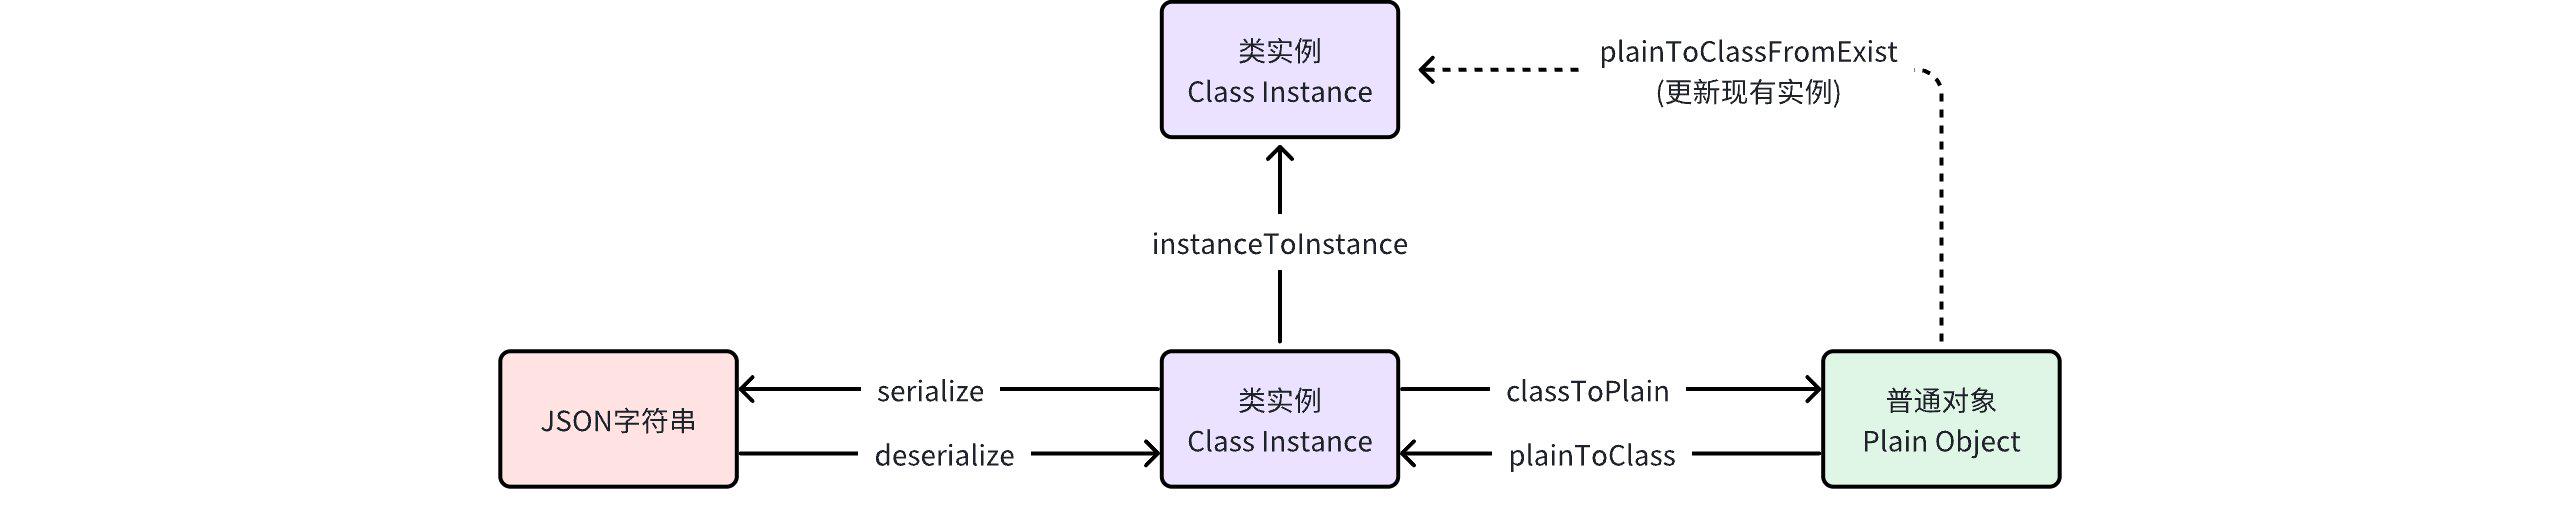 类实例
Class Instance
plainToClassFromExist
(更新现有实例)
instanceToInstance
JSON字符串
serialize
deserialize
类实例
Class Instance
classToPlain
plainToClass
普通对象
Plain Object